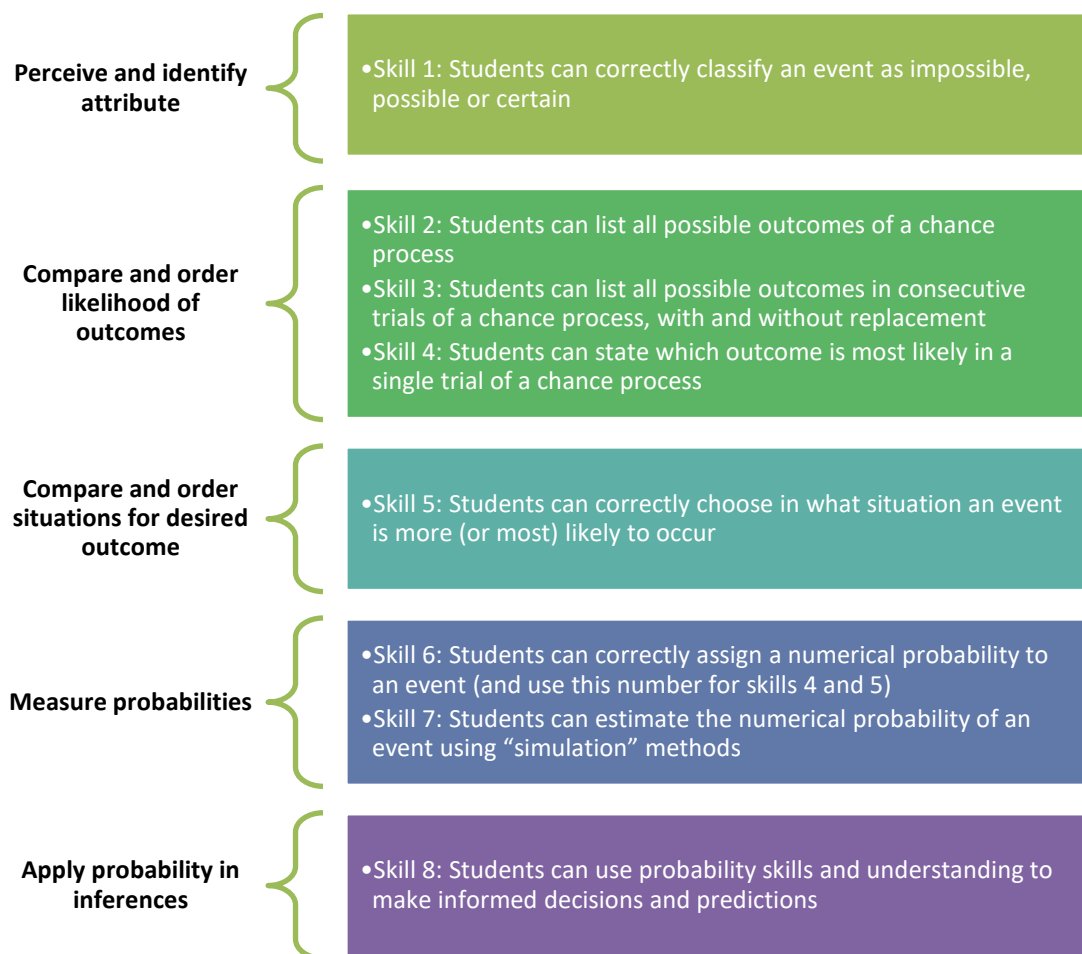 Perceive and identify
attribute
•Skill 1: Students can correctly classify an event as impossible,
possible or certain
Compare and order
likelihood of
outcomes
•Skill 2: Students can list all possible outcomes of a chance
process
•Skill 3: Students can list all possible outcomes in consecutive
trials of a chance process, with and without replacement
•Skill 4: Students can state which outcome is most likely in a
single trial of a chance process
Compare and order
situations for desired
outcome
•Skill 5: Students can correctly choose in what situation an event
is more (or most) likely to occur
Measure probabilities
•Skill 6: Students can correctly assign a numerical probability to
an event (and use this number for skills 4 and 5)
•Skill 7: Students can estimate the numerical probability of an
event using “simulation” methods
Apply probability in
inferences
•Skill 8: Students can use probability skills and understanding to
make informed decisions and predictions